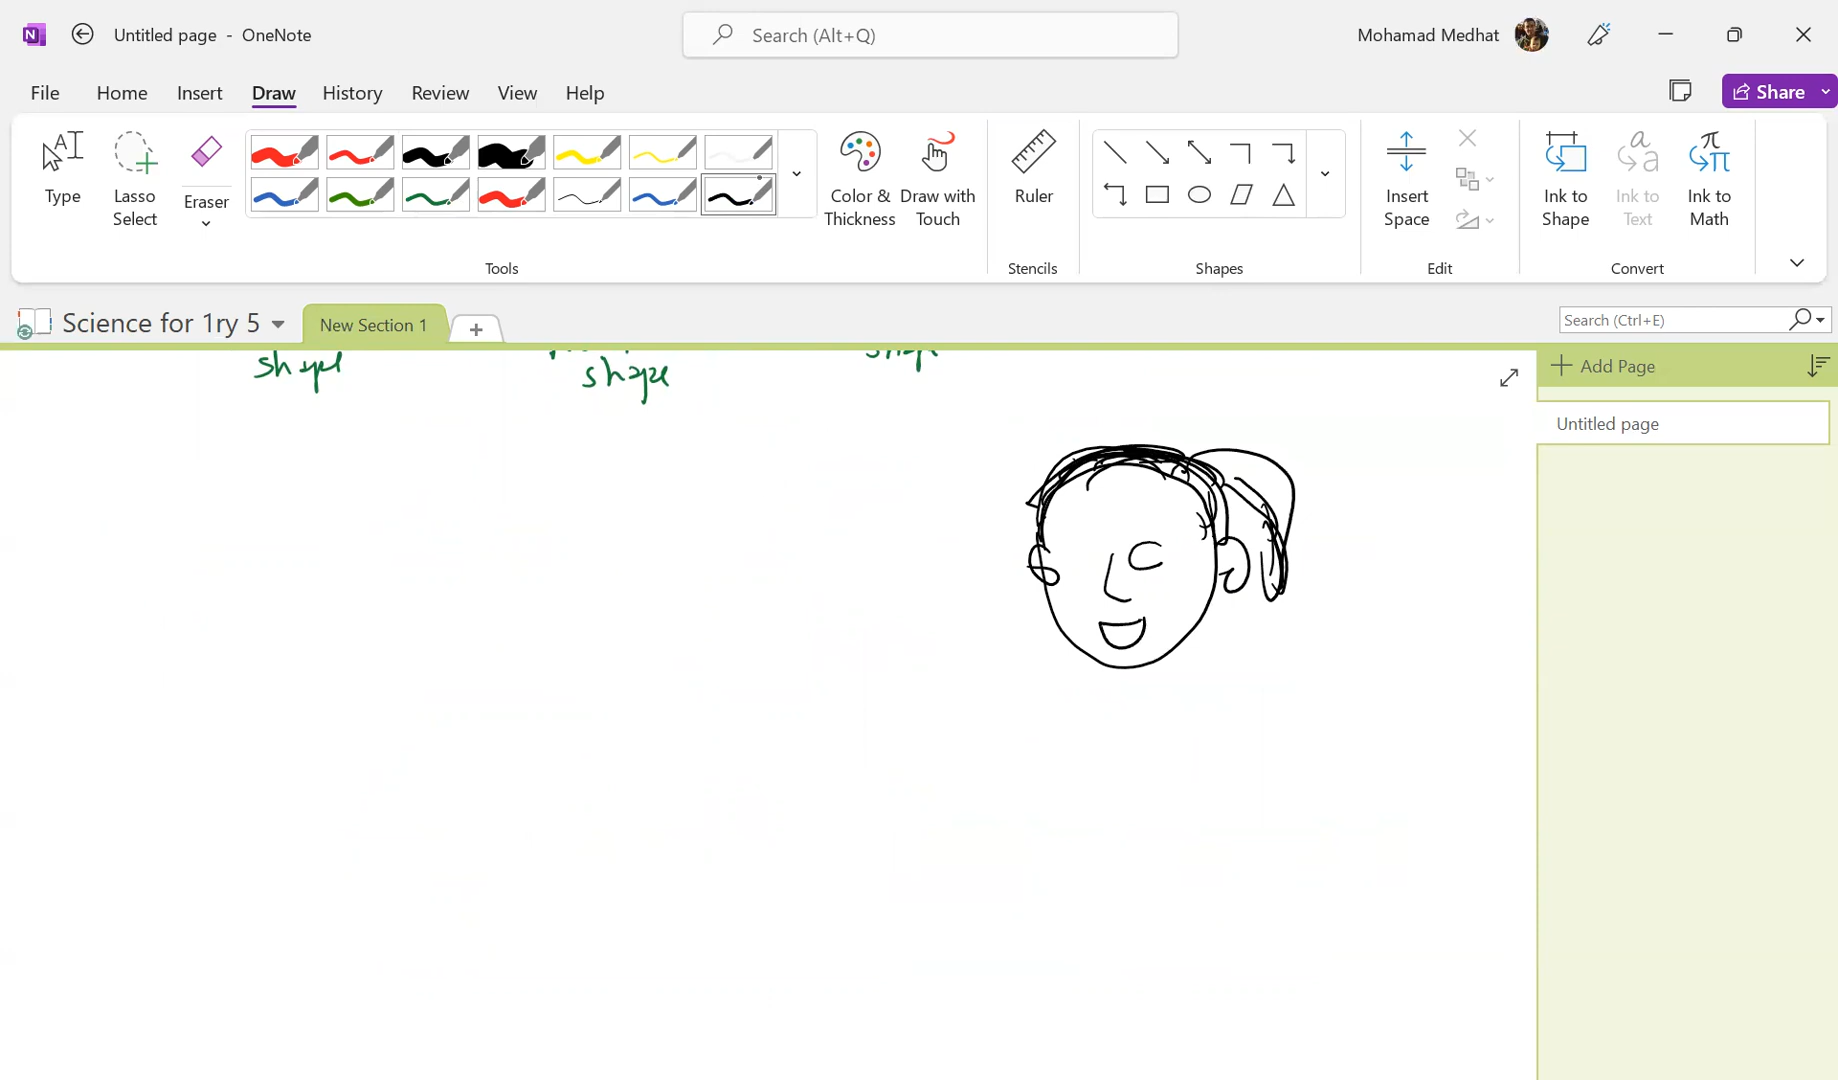 Untitled page - OneNote
Search (Alt+Q)
Mohamad Medhat
File Home Insert Draw History Review View Help
Share
Type
Lasso Select
Eraser
Color & Thickness
Draw with Touch
Ruler
Insert Space
Ink to Shape
Ink to Text
Ink to Math
Tools Stencils Shapes Edit Convert
Science for 1ry 5
New Section 1
Search (Ctrl+E)
Add Page
Untitled page
shape
shape